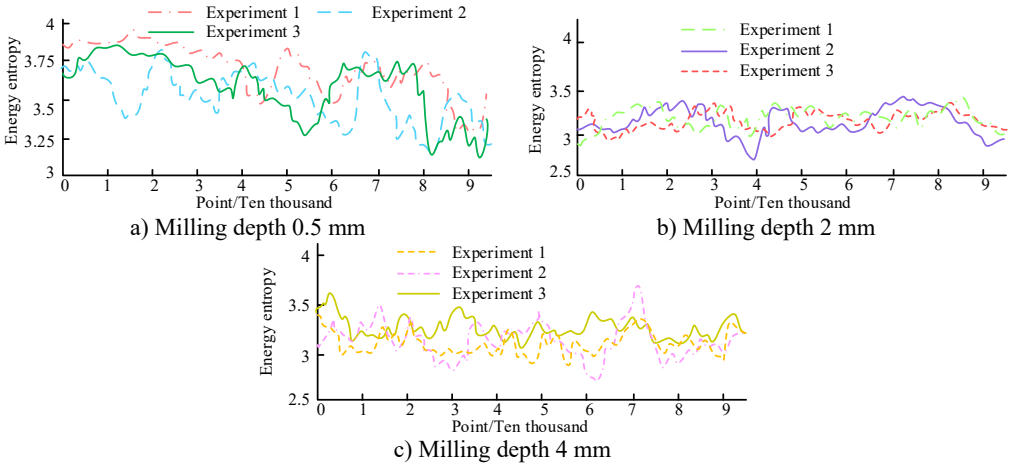 Experiment 1
Experiment 2
Experiment 3
Energy entropy
4
3.75
3.5
3.25
3
0 1 2 3 4 5 6 7 8 9
Point/Ten thousand
a) Milling depth 0.5 mm
Experiment 1
Experiment 2
Experiment 3
Energy entropy
4
3.5
3
2.5
0 1 2 3 4 5 6 7 8 9
Point/Ten thousand
b) Milling depth 2 mm
Experiment 1
Experiment 2
Experiment 3
Energy entropy
4
3.5
3
2.5
0 1 2 3 4 5 6 7 8 9
Point/Ten thousand
c) Milling depth 4 mm